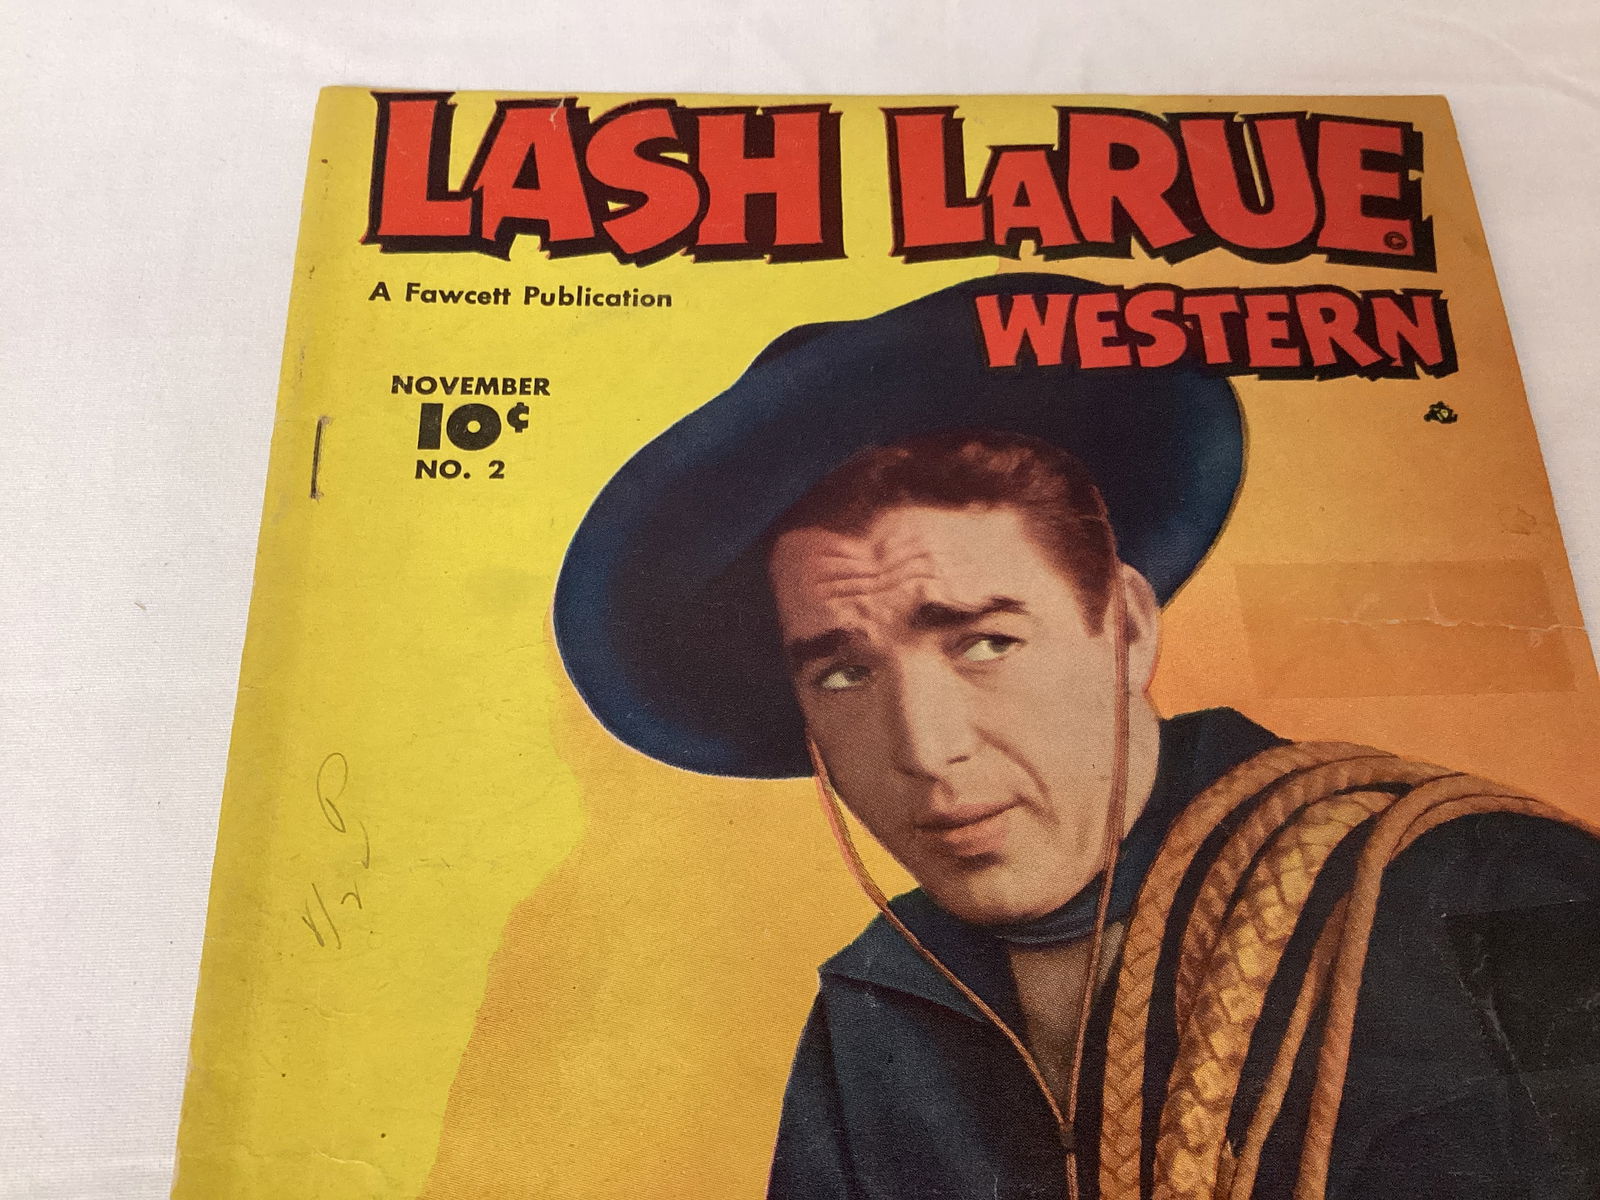 LASH LARUE
WESTERN
A Fawcett Publication
NOVEMBER
10¢
NO. 2